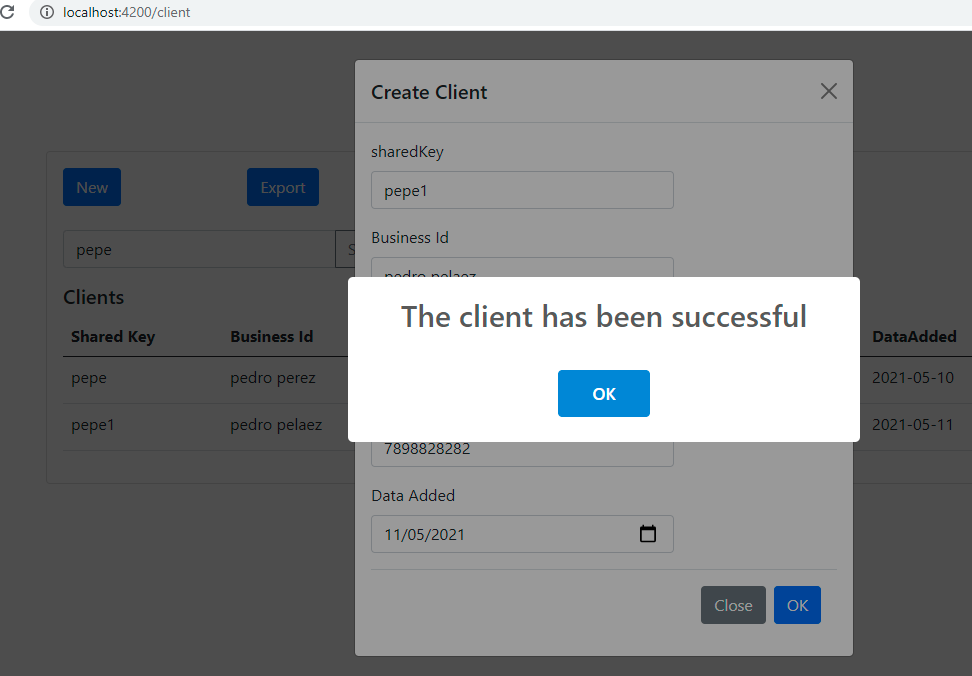 localhost:4200/client
Create Client
sharedKey
pepe1
New Export
Business Id
pepe
pedro pelaez
Clients
The client has been successful
Shared Key Business Id DataAdded
OK
pepe pedro perez 2021-05-10
pepe1 pedro pelaez 2021-05-11
7898828282
Data Added
11/05/2021
Close OK